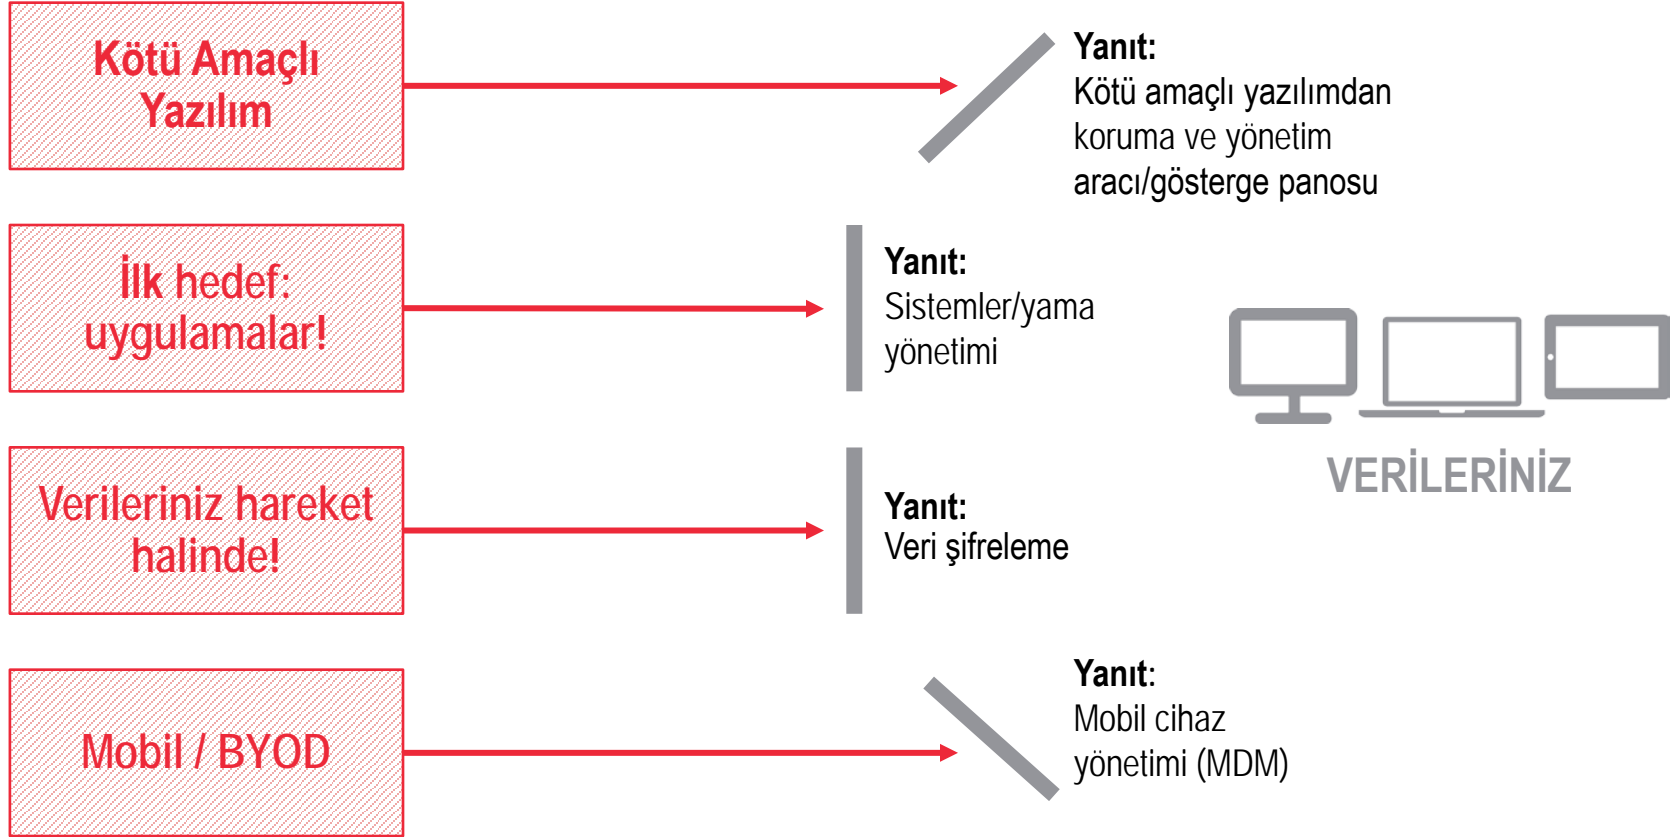 Kötü Amaçlı
Yazılım
Yanıt:
Kötü amaçlı yazılımdan
koruma ve yönetim
aracı/gösterge panosu
İlk hedef:
uygulamalar!
Yanıt:
Sistemler/yama
yönetimi
VERİLERİNİZ
Verileriniz hareket
halinde!
Yanıt:
Veri şifreleme
Mobil / BYOD
Yanıt:
Mobil cihaz
yönetimi (MDM)